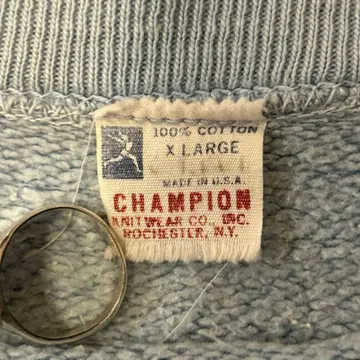 100% COTTON
X LARGE
MADE IN U.S.A.
CHAMPION
KNITWEAR CO., INC.
ROCHESTER, N.Y.